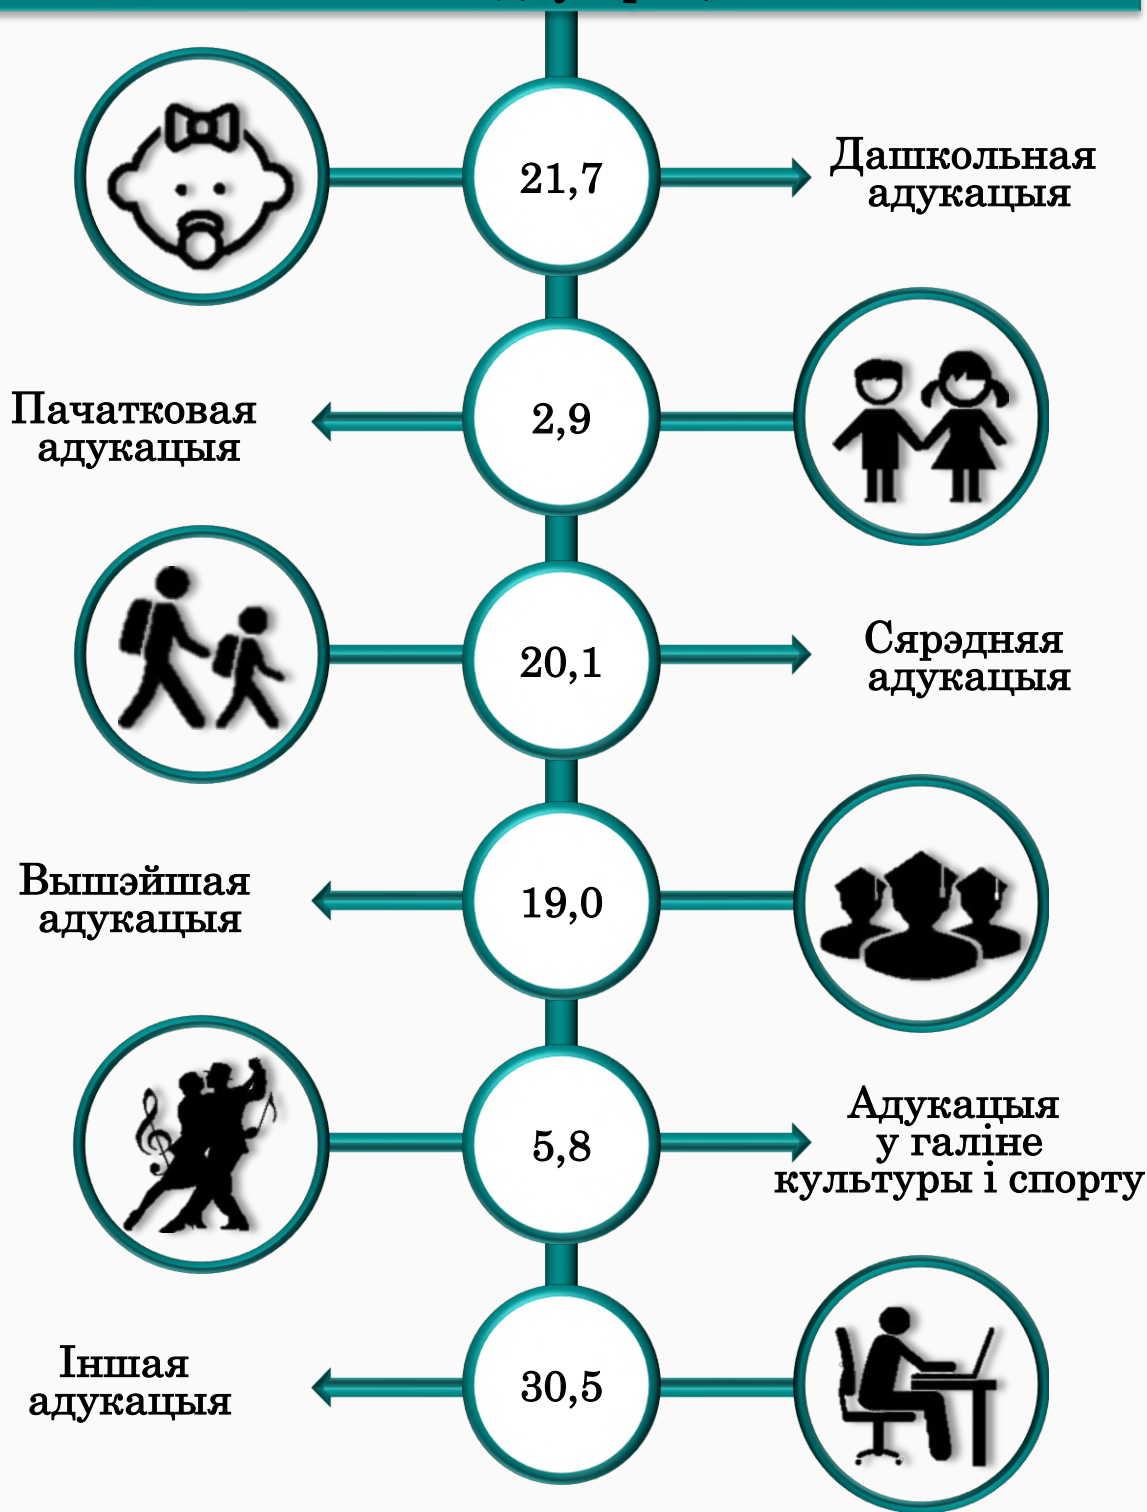 21,7
Дашкольная
адукацыя
Пачатковая
адукацыя
2,9
20,1
Сярэдняя
адукацыя
Вышэйшая
адукацыя
19,0
5,8
Адукацыя
у галіне
культуры і спорту
Іншая
адукацыя
30,5